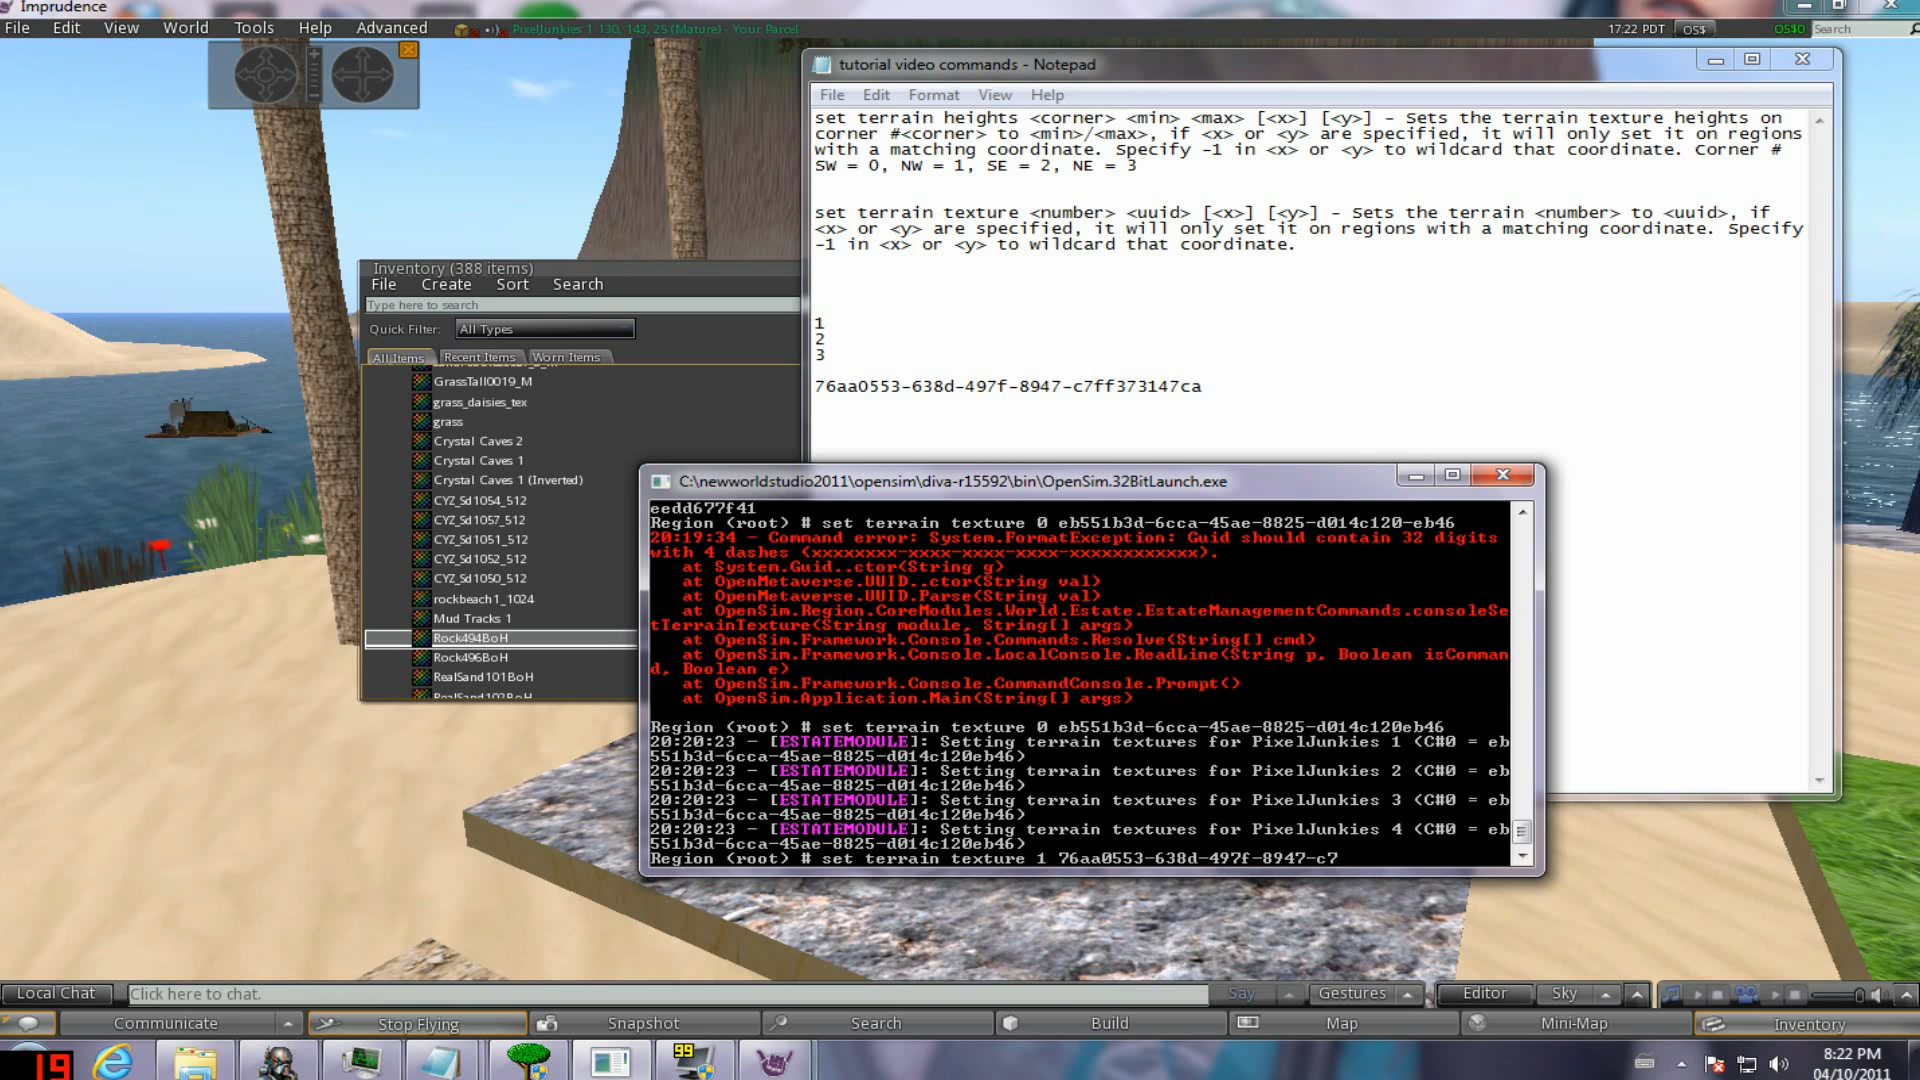 Imprudence
File Edit View World Tools Help Advanced
PixelJunkies 1 130, 143, 25 (Mature) - Your Parcel
17:22 PDT OS$ OS$0 Search
tutorial video commands - Notepad
File Edit Format View Help
set terrain heights <corner> <min> <max> [<x>] [<y>] - Sets the terrain texture heights on
corner #<corner> to <min>/<max>, if <x> or <y> are specified, it will only set it on regions
with a matching coordinate. Specify -1 in <x> or <y> to wildcard that coordinate. Corner #
SW = 0, NW = 1, SE = 2, NE = 3
set terrain texture <number> <uuid> [<x>] [<y>] - Sets the terrain <number> to <uuid>, if
<x> or <y> are specified, it will only set it on regions with a matching coordinate. Specify
-1 in <x> or <y> to wildcard that coordinate.
1
2
3
76aa0553-638d-497f-8947-c7ff373147ca
Inventory (388 items)
File Create Sort Search
Type here to search
Quick Filter: All Types
All Items Recent Items Worn Items
GrassTall0019_M
grass_daisies_tex
grass
Crystal Caves 2
Crystal Caves 1
Crystal Caves 1 (Inverted)
CYZ_Sd1054_512
CYZ_Sd1057_512
CYZ_Sd1051_512
CYZ_Sd1052_512
CYZ_Sd1050_512
rockbeach1_1024
Mud Tracks 1
Rock494BoH
Rock496BoH
RealSand101BoH
RealSand102BoH
C:\newworldstudio2011\opensim\diva-r15592\bin\OpenSim.32BitLaunch.exe
eedd677f41
Region (root) # set terrain texture 0 eb551b3d-6cca-45ae-8825-d014c120-eb46
20:19:34 - Command error: System.FormatException: Guid should contain 32 digits
with 4 dashes (xxxxxxxx-xxxx-xxxx-xxxx-xxxxxxxxxxxx).
at System.Guid..ctor(String g)
at OpenMetaverse.UUID..ctor(String val)
at OpenMetaverse.UUID.Parse(String val)
at OpenSim.Region.CoreModules.World.Estate.EstateManagementCommands.consoleSe
tTerrainTexture(String module, String[] args)
at OpenSim.Framework.Console.Commands.Resolve(String[] cmd)
at OpenSim.Framework.Console.LocalConsole.ReadLine(String p, Boolean isComman
d, Boolean e)
at OpenSim.Framework.Console.CommandConsole.Prompt()
at OpenSim.Application.Main(String[] args)
Region (root) # set terrain texture 0 eb551b3d-6cca-45ae-8825-d014c120eb46
20:20:23 - [ESTATEMODULE]: Setting terrain textures for PixelJunkies 1 (C#0 = eb
551b3d-6cca-45ae-8825-d014c120eb46)
20:20:23 - [ESTATEMODULE]: Setting terrain textures for PixelJunkies 2 (C#0 = eb
551b3d-6cca-45ae-8825-d014c120eb46)
20:20:23 - [ESTATEMODULE]: Setting terrain textures for PixelJunkies 3 (C#0 = eb
551b3d-6cca-45ae-8825-d014c120eb46)
20:20:23 - [ESTATEMODULE]: Setting terrain textures for PixelJunkies 4 (C#0 = eb
551b3d-6cca-45ae-8825-d014c120eb46)
Region (root) # set terrain texture 1 76aa0553-638d-497f-8947-c7
Local Chat Click here to chat. Say Gestures Editor Sky
Communicate Stop Flying Snapshot Search Build Map Mini-Map Inventory
19 99 8:22 PM
04/10/2011